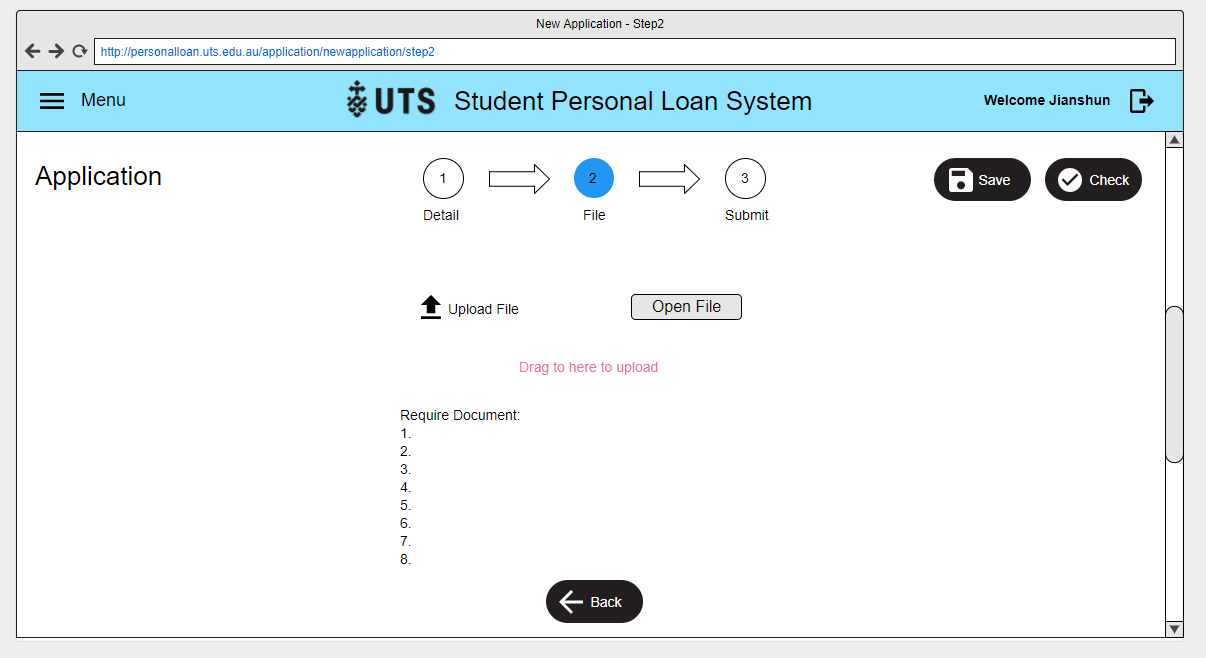 New Application - Step2
http://personalloan.uts.edu.au/application/newapplication/step2
Menu
UTS Student Personal Loan System
Welcome Jianshun
Application
1
2
3
Save
Check
Detail
File
Submit
Upload File
Open File
Drag to here to upload
Require Document:
1.
2.
3.
4.
5.
6.
7.
8.
Back